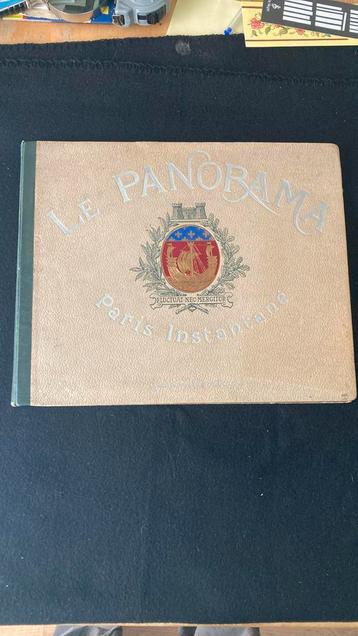 LE PANORAMA
FLUCTUAT NEC MERGITUR
Paris Instantané